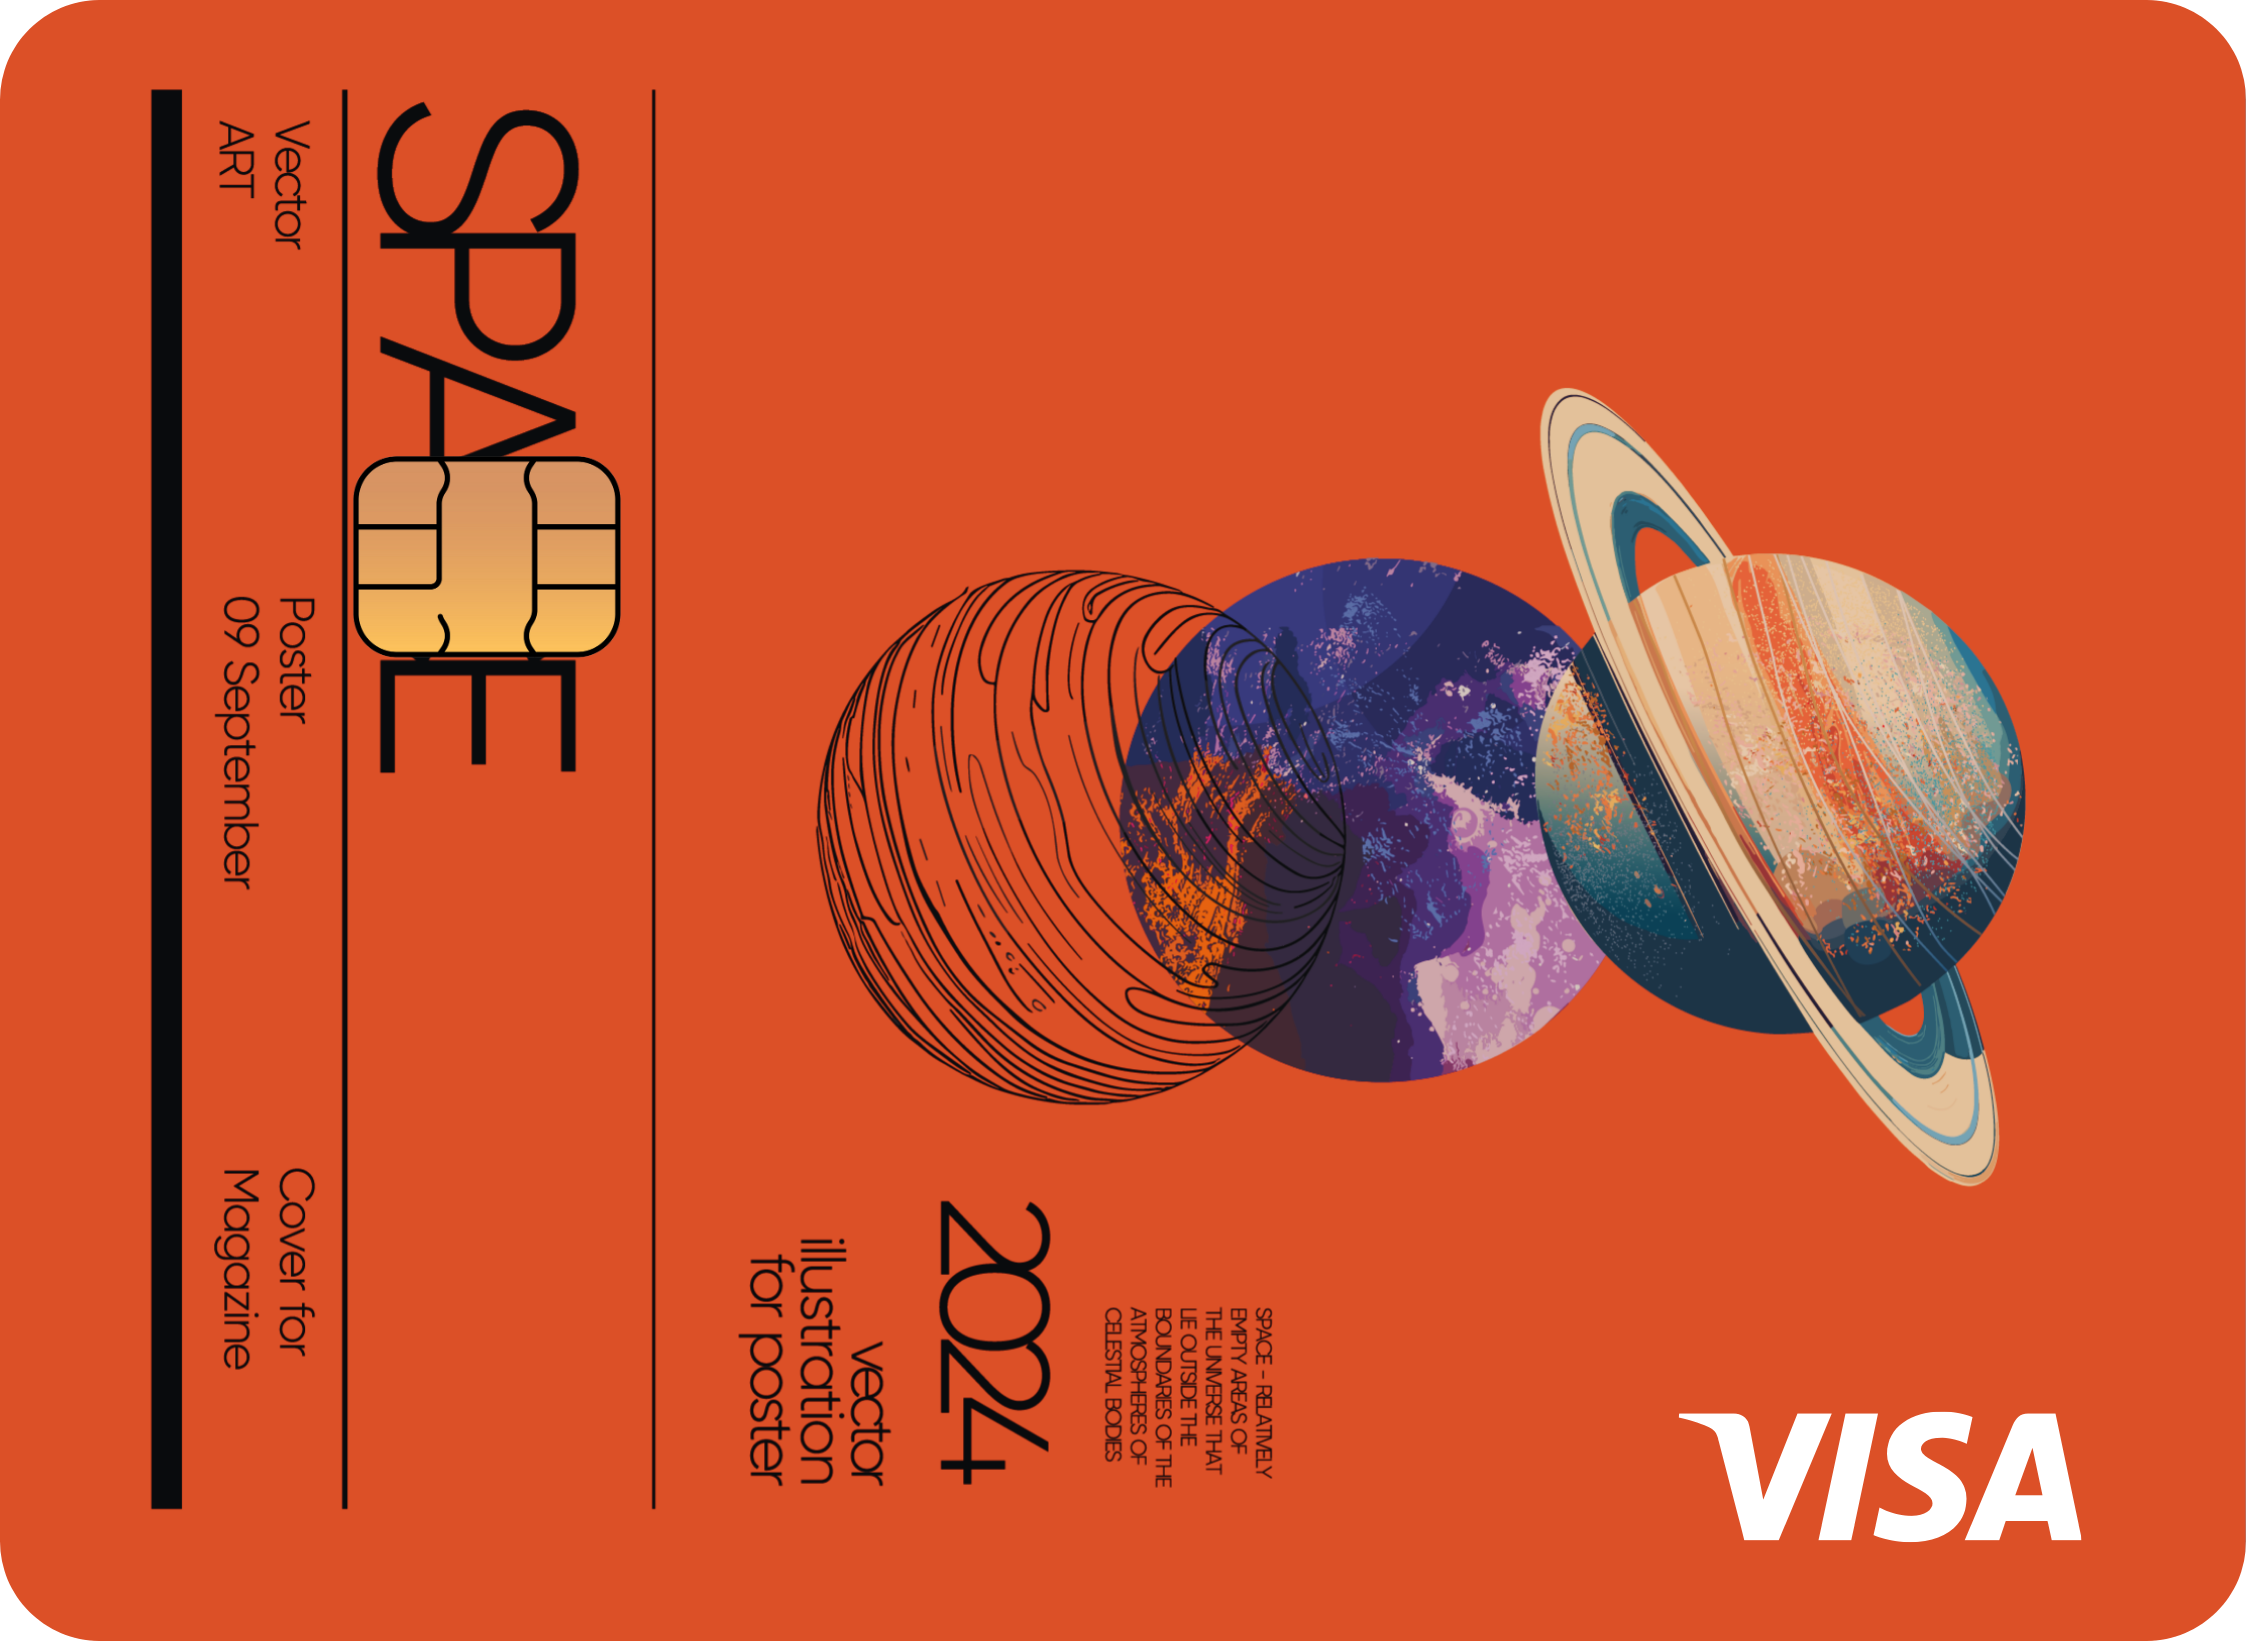 SPACE – RELATIVELY
EMPTY AREAS OF
THE UNIVERSE THAT
LIE OUTSIDE THE
BOUNDARIES OF THE
ATMOSPHERES OF
CELESTIAL BODIES
2024
vector
illustration
for poster
SPACE
Vector
ART
Poster
09 September
Cover for
Magazine
VISA